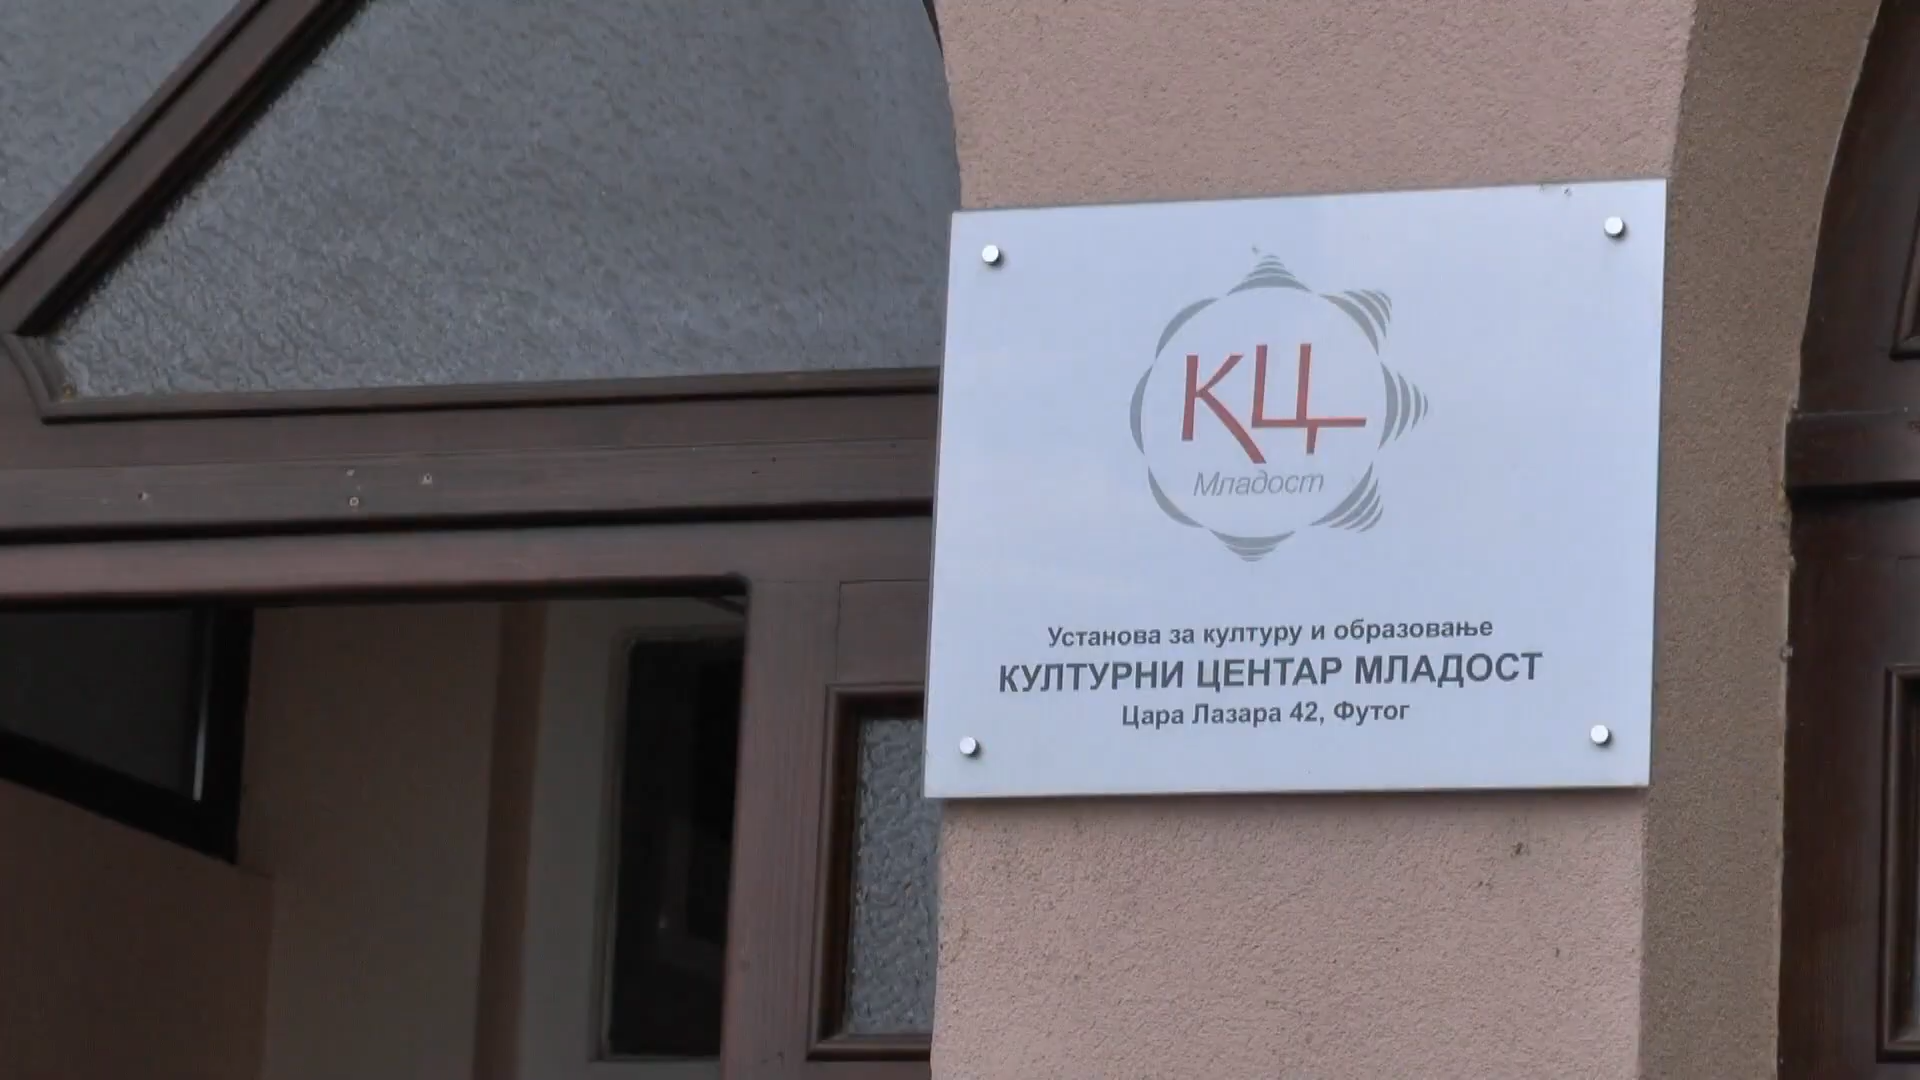 КЦ
Младост
Установа за културу и образовање
КУЛТУРНИ ЦЕНТАР МЛАДОСТ
Цара Лазара 42, Футог